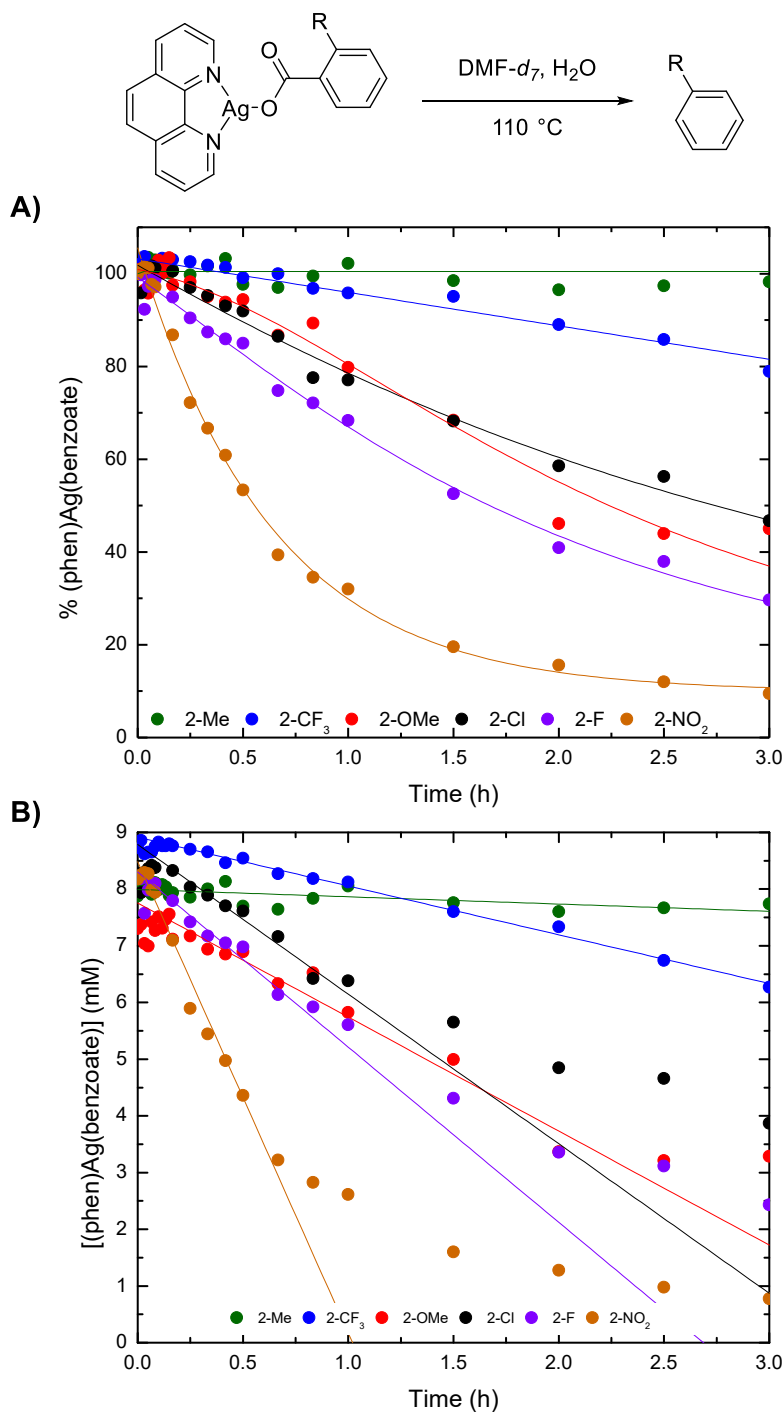 R
O
N
Ag O
N
DMF-d7, H2O
110 °C
R
A)
100
80
60
40
20
0
% (phen)Ag(benzoate)
2-Me 2-CF3 2-OMe 2-Cl 2-F 2-NO2
0.0 0.5 1.0 1.5 2.0 2.5 3.0
Time (h)
B)
9
8
7
6
5
4
3
2
1
0
[(phen)Ag(benzoate)] (mM)
2-Me 2-CF3 2-OMe 2-Cl 2-F 2-NO2
0.0 0.5 1.0 1.5 2.0 2.5 3.0
Time (h)